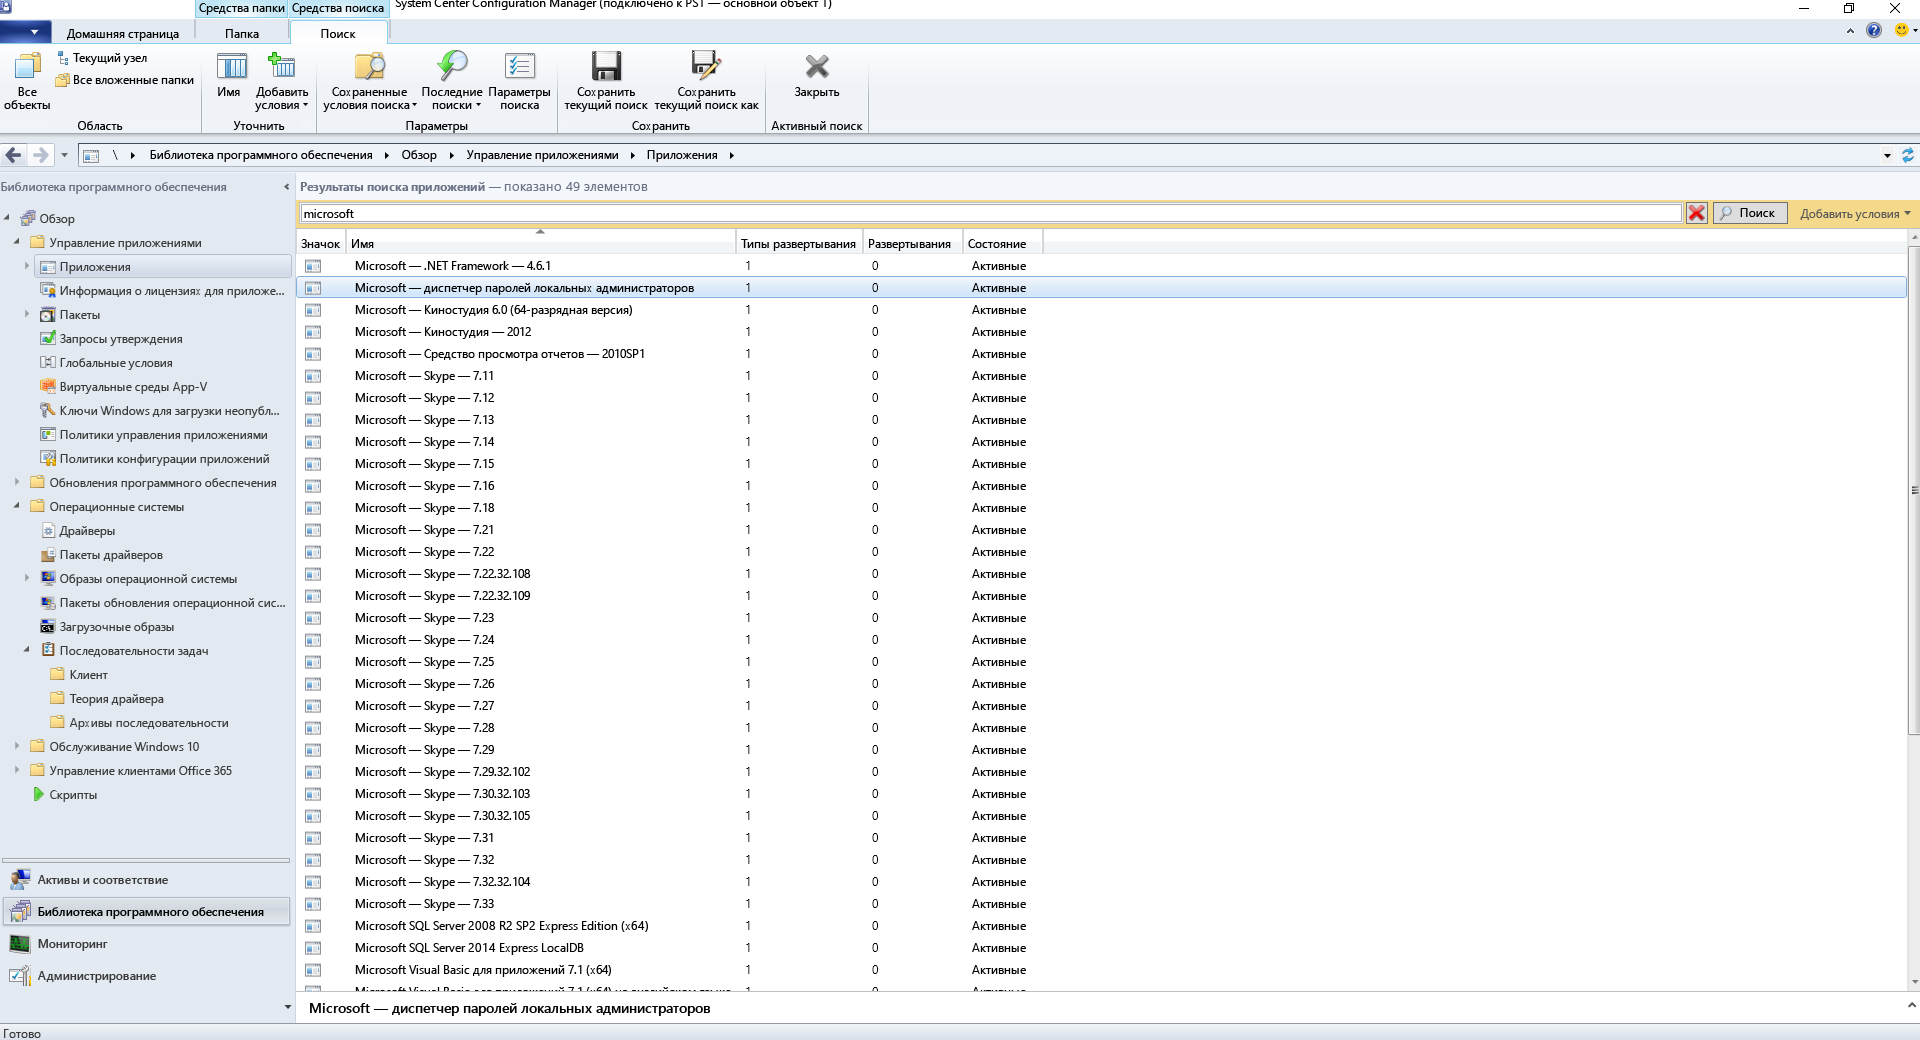 Средства папки Средства поиска System Center Configuration Manager (подключено к PS1 — основной объект 1)
Домашняя страница Папка Поиск
Все объекты
Текущий узел
Все вложенные папки
Область
Имя
Добавить условия
Уточнить
Сохраненные условия поиска
Последние поиски
Параметры поиска
Параметры
Сохранить текущий поиск
Сохранить текущий поиск как
Сохранить
Закрыть
Активный поиск
\ Библиотека программного обеспечения Обзор Управление приложениями Приложения
Библиотека программного обеспечения
Обзор
Управление приложениями
Приложения
Информация о лицензиях для приложе...
Пакеты
Запросы утверждения
Глобальные условия
Виртуальные среды App-V
Ключи Windows для загрузки неопубл...
Политики управления приложениями
Политики конфигурации приложений
Обновления программного обеспечения
Операционные системы
Драйверы
Пакеты драйверов
Образы операционной системы
Пакеты обновления операционной сис...
Загрузочные образы
Последовательности задач
Клиент
Теория драйвера
Архивы последовательности
Обслуживание Windows 10
Управление клиентами Office 365
Скрипты
Активы и соответствие
Библиотека программного обеспечения
Мониторинг
Администрирование
Результаты поиска приложений — показано 49 элементов
microsoft Поиск Добавить условия
Значок Имя Типы развертывания Развертывания Состояние
Microsoft — .NET Framework — 4.6.1 1 0 Активные
Microsoft — диспетчер паролей локальных администраторов 1 0 Активные
Microsoft — Киностудия 6.0 (64-разрядная версия) 1 0 Активные
Microsoft — Киностудия — 2012 1 0 Активные
Microsoft — Средство просмотра отчетов — 2010SP1 1 0 Активные
Microsoft — Skype — 7.11 1 0 Активные
Microsoft — Skype — 7.12 1 0 Активные
Microsoft — Skype — 7.13 1 0 Активные
Microsoft — Skype — 7.14 1 0 Активные
Microsoft — Skype — 7.15 1 0 Активные
Microsoft — Skype — 7.16 1 0 Активные
Microsoft — Skype — 7.18 1 0 Активные
Microsoft — Skype — 7.21 1 0 Активные
Microsoft — Skype — 7.22 1 0 Активные
Microsoft — Skype — 7.22.32.108 1 0 Активные
Microsoft — Skype — 7.22.32.109 1 0 Активные
Microsoft — Skype — 7.23 1 0 Активные
Microsoft — Skype — 7.24 1 0 Активные
Microsoft — Skype — 7.25 1 0 Активные
Microsoft — Skype — 7.26 1 0 Активные
Microsoft — Skype — 7.27 1 0 Активные
Microsoft — Skype — 7.28 1 0 Активные
Microsoft — Skype — 7.29 1 0 Активные
Microsoft — Skype — 7.29.32.102 1 0 Активные
Microsoft — Skype — 7.30.32.103 1 0 Активные
Microsoft — Skype — 7.30.32.105 1 0 Активные
Microsoft — Skype — 7.31 1 0 Активные
Microsoft — Skype — 7.32 1 0 Активные
Microsoft — Skype — 7.32.32.104 1 0 Активные
Microsoft — Skype — 7.33 1 0 Активные
Microsoft SQL Server 2008 R2 SP2 Express Edition (x64) 1 0 Активные
Microsoft SQL Server 2014 Express LocalDB 1 0 Активные
Microsoft Visual Basic для приложений 7.1 (x64) 1 0 Активные
Microsoft Visual Basic для приложений 7.1 (x64) на английском языке 1 0 Активные
Microsoft — диспетчер паролей локальных администраторов
Готово